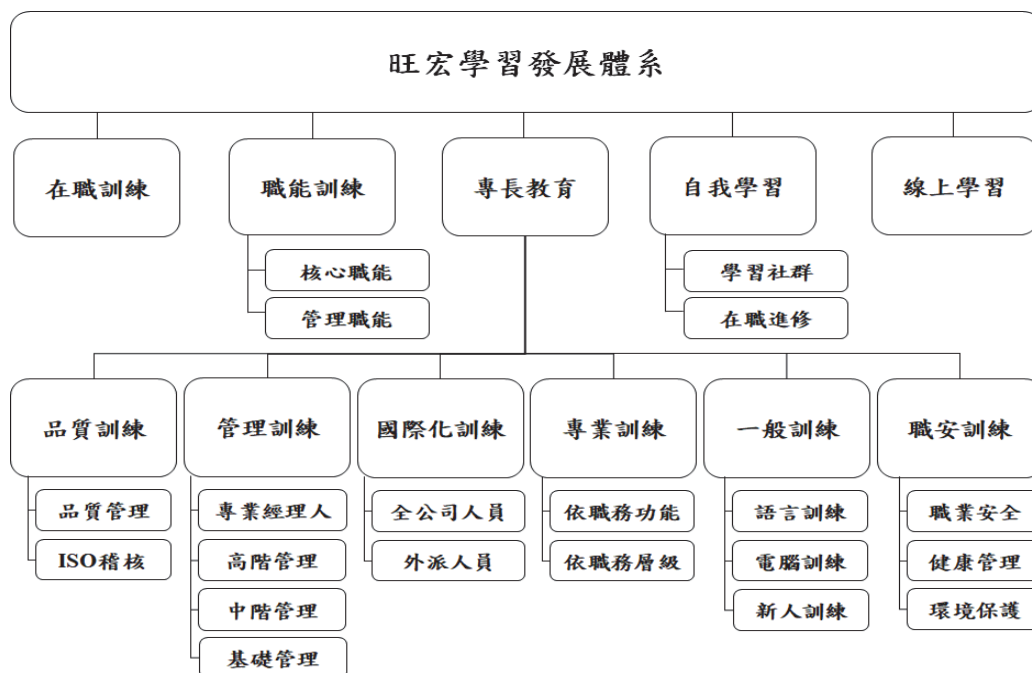 旺宏學習發展體系
在職訓練
職能訓練
專長教育
自我學習
線上學習
核心職能
管理職能
學習社群
在職進修
品質訓練
管理訓練
國際化訓練
專業訓練
一般訓練
職安訓練
品質管理
ISO稽核
專業經理人
高階管理
中階管理
基礎管理
全公司人員
外派人員
依職務功能
依職務層級
語言訓練
電腦訓練
新人訓練
職業安全
健康管理
環境保護